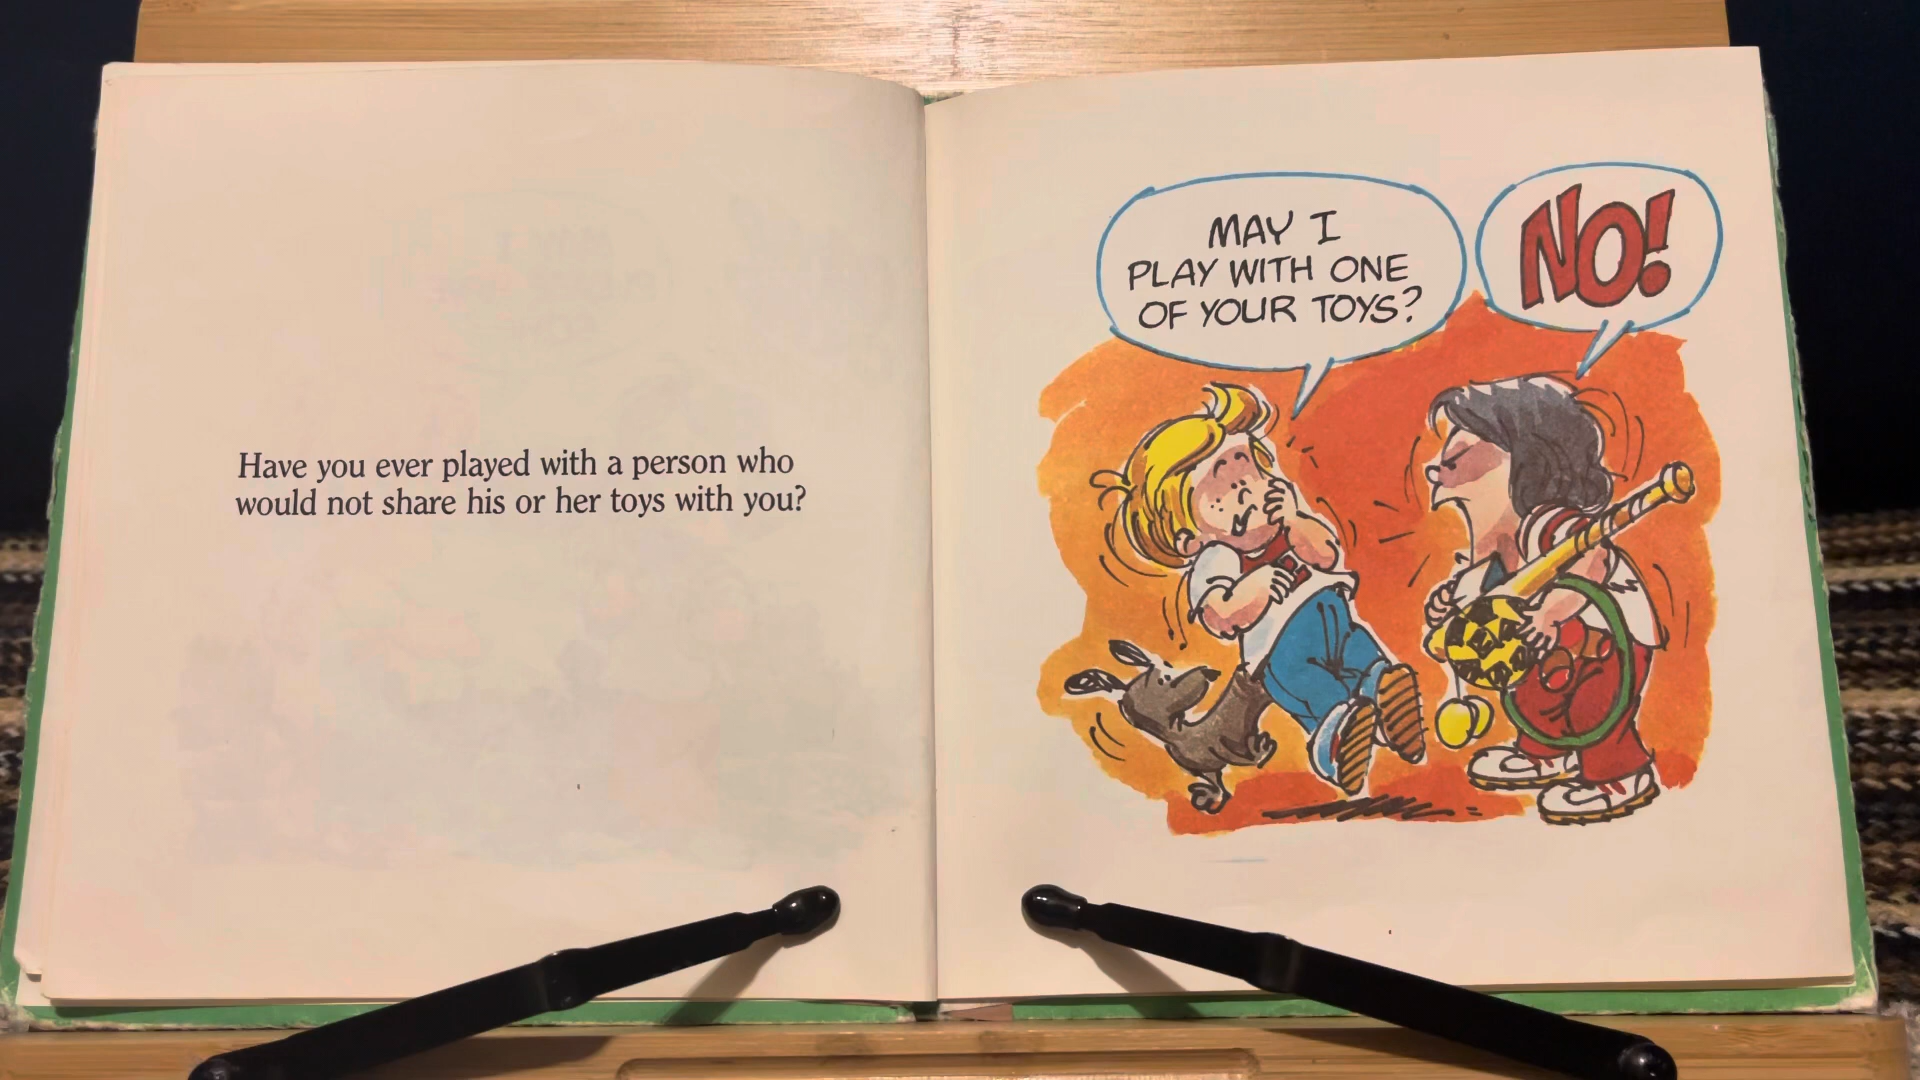 Have you ever played with a person who
would not share his or her toys with you?
MAY I
PLAY WITH ONE
OF YOUR TOYS?
NO!